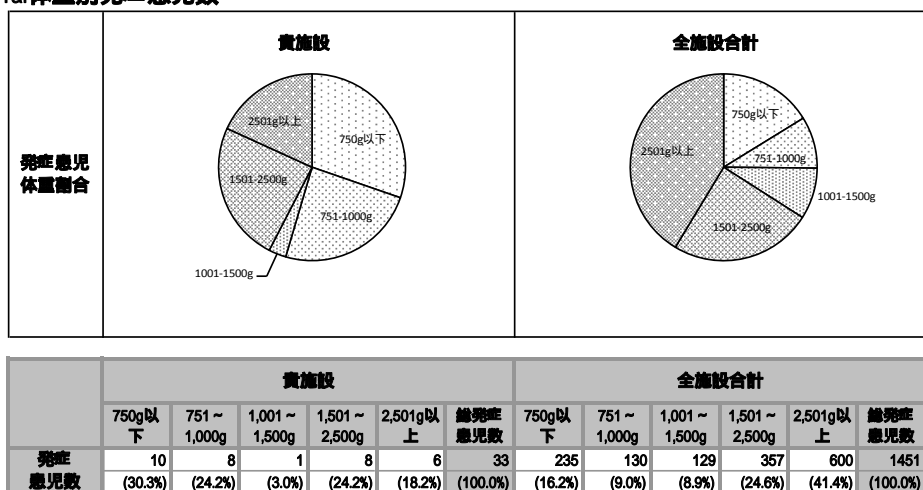 貴施設
全施設合計
発症患児
体重割合
2501g以上
750g以下
1501-2500g
751-1000g
1001-1500g
750g以下
2501g以上
751-1000g
1001-1500g
1501-2500g
貴施設 全施設合計
750g以下 751～1,000g 1,001～1,500g 1,501～2,500g 2,501g以上 総発症患児数 750g以下 751～1,000g 1,001～1,500g 1,501～2,500g 2,501g以上 総発症患児数
発症 10 8 1 8 6 33 235 130 129 357 600 1451
患児数 (30.3%) (24.2%) (3.0%) (24.2%) (18.2%) (100.0%) (16.2%) (9.0%) (8.9%) (24.6%) (41.4%) (100.0%